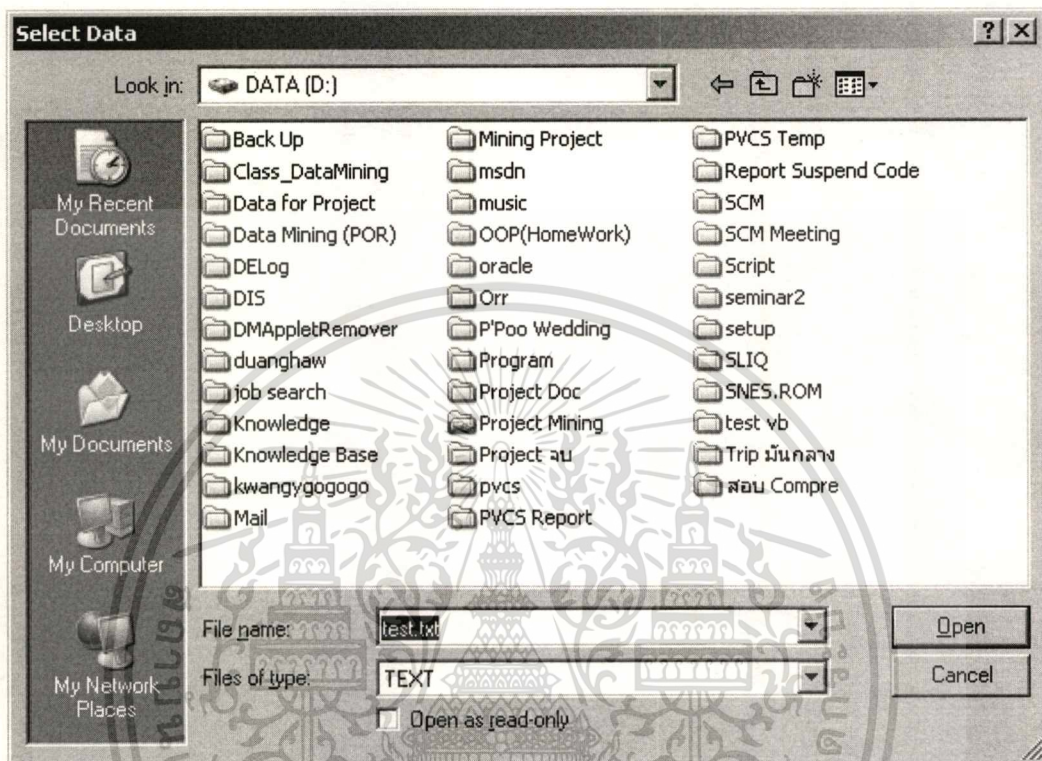 Select Data
Look in: DATA (D:)
My Recent Documents
Desktop
My Documents
My Computer
My Network Places
Back Up
Class_DataMining
Data for Project
Data Mining (POR)
DELog
DIS
DMAppletRemover
duanghaw
job search
Knowledge
Knowledge Base
kwangygogogo
Mail
Mining Project
msdn
music
OOP(HomeWork)
oracle
Orr
P'Poo Wedding
Program
Project Doc
Project Mining
Project จบ
pvcs
PVCS Report
PVCS Temp
Report Suspend Code
SCM
SCM Meeting
Script
seminar2
setup
SLIQ
SNES.ROM
test vb
Trip มันกลาง
สอบ Compre
File name: test.txt
Open
Files of type: TEXT
Cancel
Open as read-only